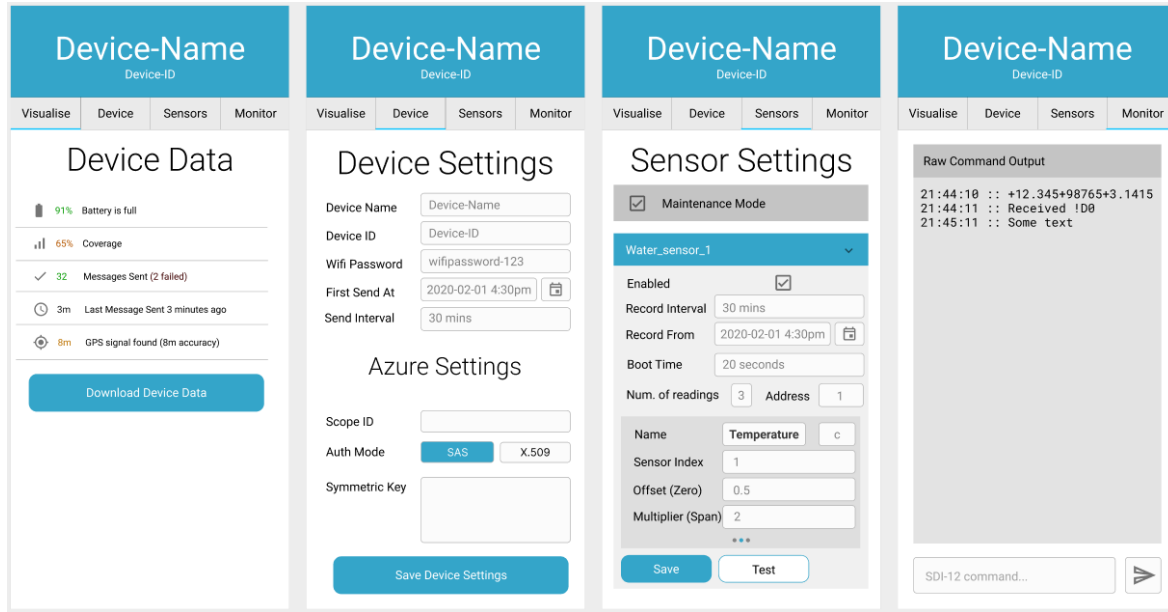 Device-Name
Device-ID
Visualise Device Sensors Monitor
Device Data
91% Battery is full
65% Coverage
32 Messages Sent (2 failed)
3m Last Message Sent 3 minutes ago
8m GPS signal found (8m accuracy)
Download Device Data
Device-Name
Device-ID
Visualise Device Sensors Monitor
Device Settings
Device Name Device-Name
Device ID Device-ID
Wifi Password wifipassword-123
First Send At 2020-02-01 4:30pm
Send Interval 30 mins
Azure Settings
Scope ID
Auth Mode SAS X.509
Symmetric Key
Save Device Settings
Device-Name
Device-ID
Visualise Device Sensors Monitor
Sensor Settings
Maintenance Mode
Water_sensor_1
Enabled
Record Interval 30 mins
Record From 2020-02-01 4:30pm
Boot Time 20 seconds
Num. of readings 3 Address 1
Name Temperature c
Sensor Index 1
Offset (Zero) 0.5
Multiplier (Span) 2
Save Test
Device-Name
Device-ID
Visualise Device Sensors Monitor
Raw Command Output
21:44:10 :: +12.345+98765+3.1415
21:44:11 :: Received !D0
21:45:11 :: Some text
SDI-12 command...